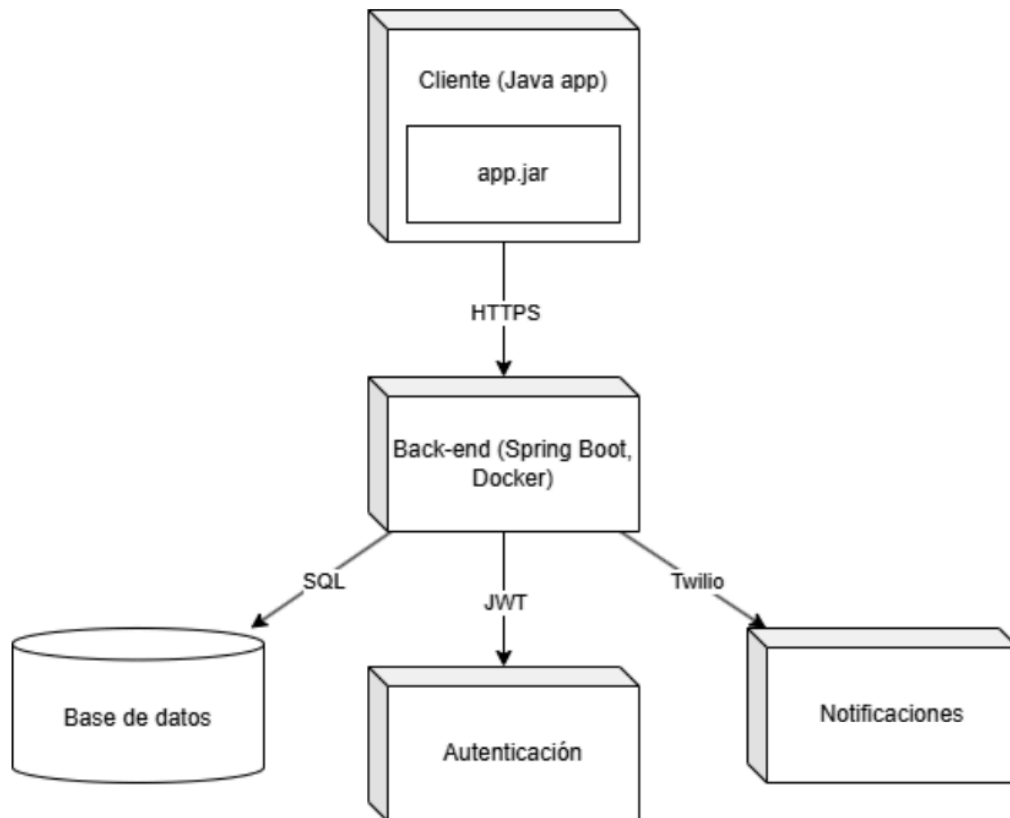 Cliente (Java app)
app.jar
HTTPS
Back-end (Spring Boot,
Docker)
SQL
JWT
Twilio
Base de datos
Autenticación
Notificaciones